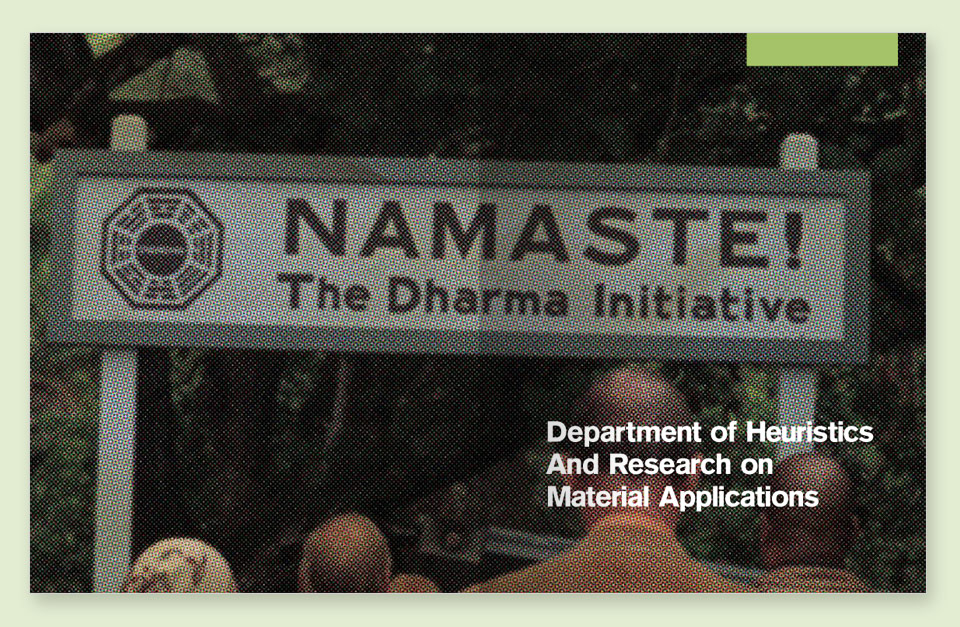 NAMASTE!
The Dharma Initiative
Department of Heuristics
And Research on
Material Applications